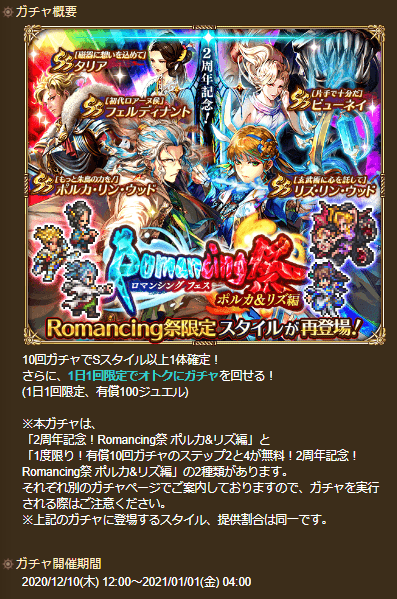 ガチャ概要
2周年記念!
SS
[磁器に想いを込めて]
タリア
SS
[初代ロアーヌ侯]
フェルディナント
SS
[片手で十分だ]
ビューネイ
SS
[もっと朱鳥の力を!]
ポルカ・リン・ウッド
SS
[玄武術に心を託して]
リズ・リン・ウッド
Romancing祭
ロマンシング フェス
ポルカ&リズ編
Romancing祭限定 スタイルが再登場!
10回ガチャでSスタイル以上1体確定!
さらに、1日1回限定でオトクにガチャを回せる!
(1日1回限定、有償100ジュエル)
※本ガチャは、
「2周年記念!Romancing祭 ポルカ&リズ編」と
「1度限り!有償10回ガチャのステップ2と4が無料!2周年記念!
Romancing祭 ポルカ&リズ編」の2種類があります。
それぞれ別のガチャページでご案内しておりますので、ガチャを実行
される際はご注意ください。
※上記のガチャに登場するスタイル、提供割合は同一です。
ガチャ開催期間
2020/12/10(木) 12:00~2021/01/01(金) 04:00